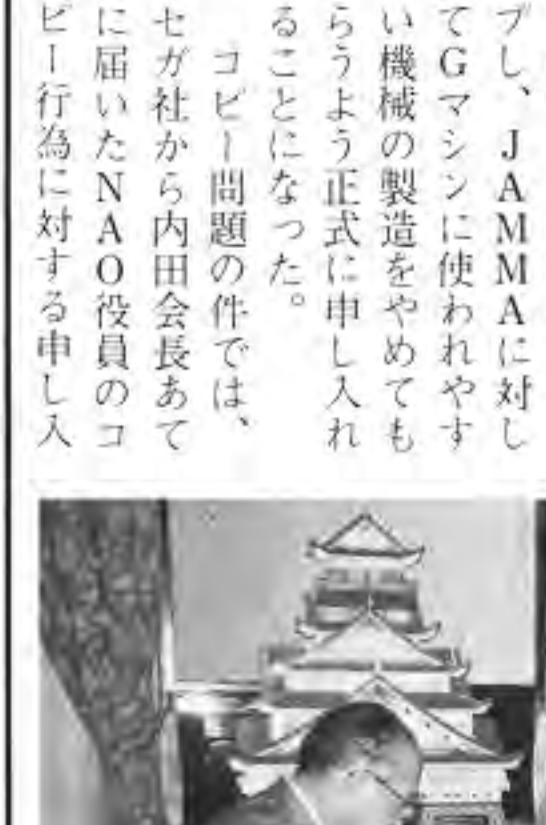 プし、JAMMAに対し
てGマシンに使われやす
い機械の製造をやめても
らうよう正式に申し入れ
ることになった。
コピー問題の件では、
セガ社から内田会長あて
に届いたNAO役員のコ
ピー行為に対する申し入